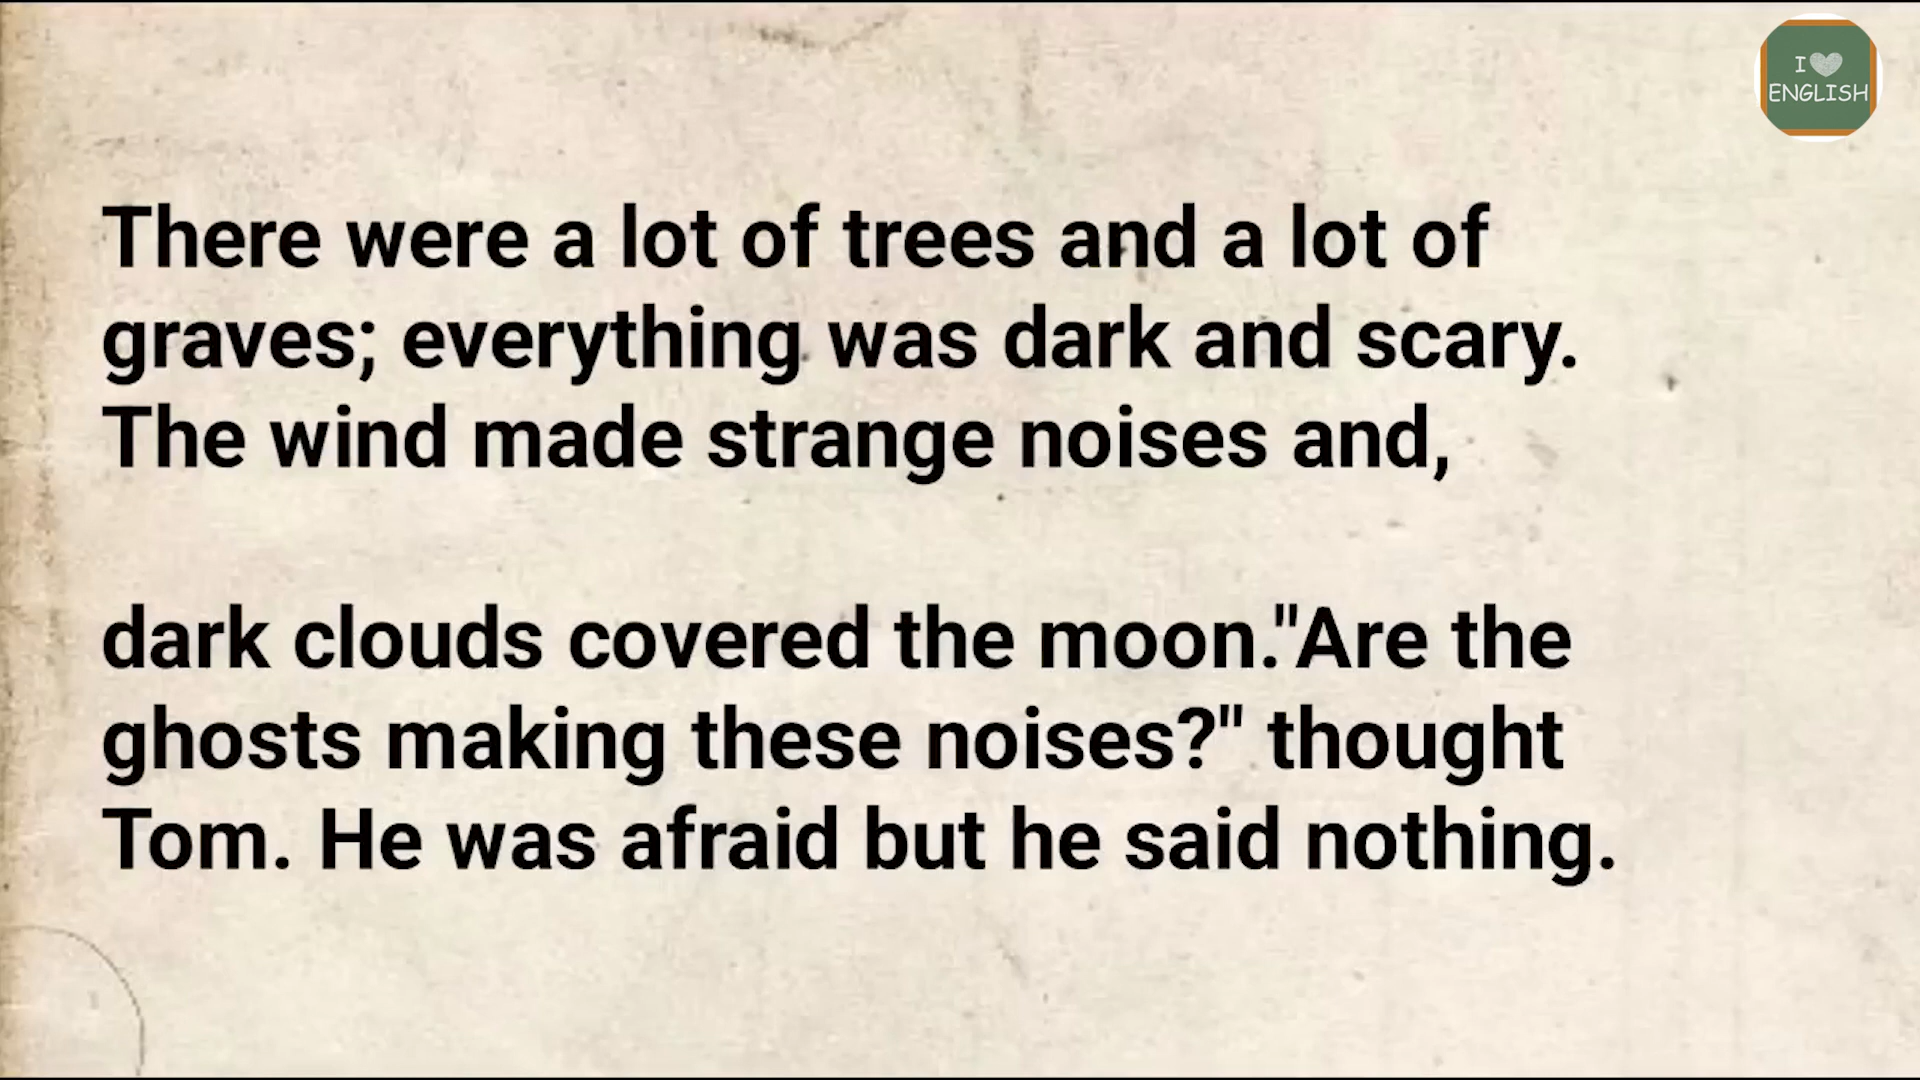 I
ENGLISH
There were a lot of trees and a lot of
graves; everything was dark and scary.
The wind made strange noises and,
dark clouds covered the moon."Are the
ghosts making these noises?" thought
Tom. He was afraid but he said nothing.